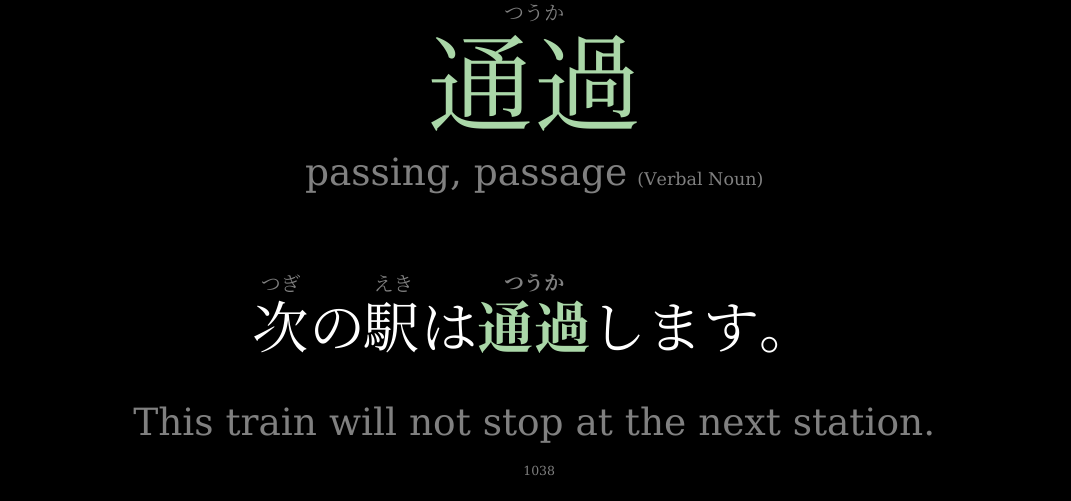 つうか
通過
passing, passage (Verbal Noun)
つぎ えき つうか
次の駅は通過します。
This train will not stop at the next station.
1038